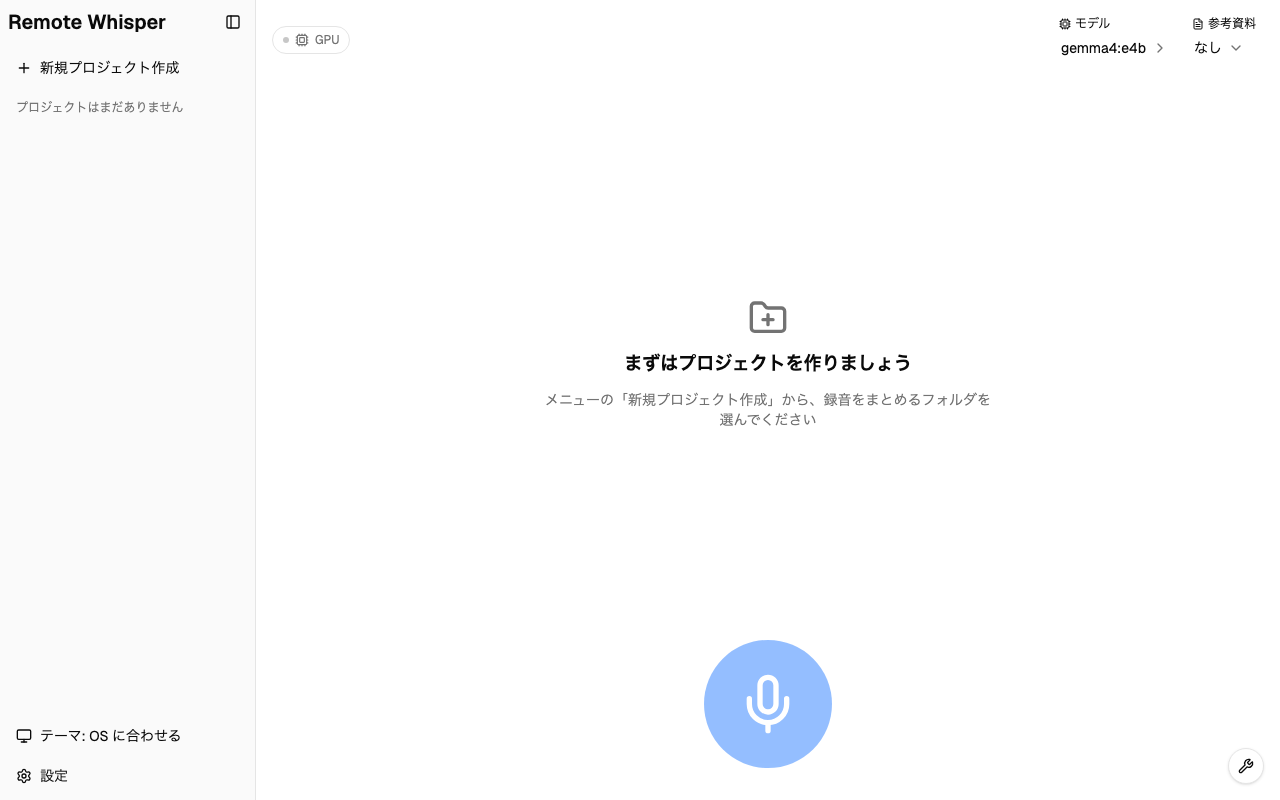 Remote Whisper
新規プロジェクト作成
プロジェクトはまだありません
GPU
モデル
gemma4:e4b
参考資料
なし
まずはプロジェクトを作りましょう
メニューの「新規プロジェクト作成」から、録音をまとめるフォルダを
選んでください
テーマ: OS に合わせる
設定